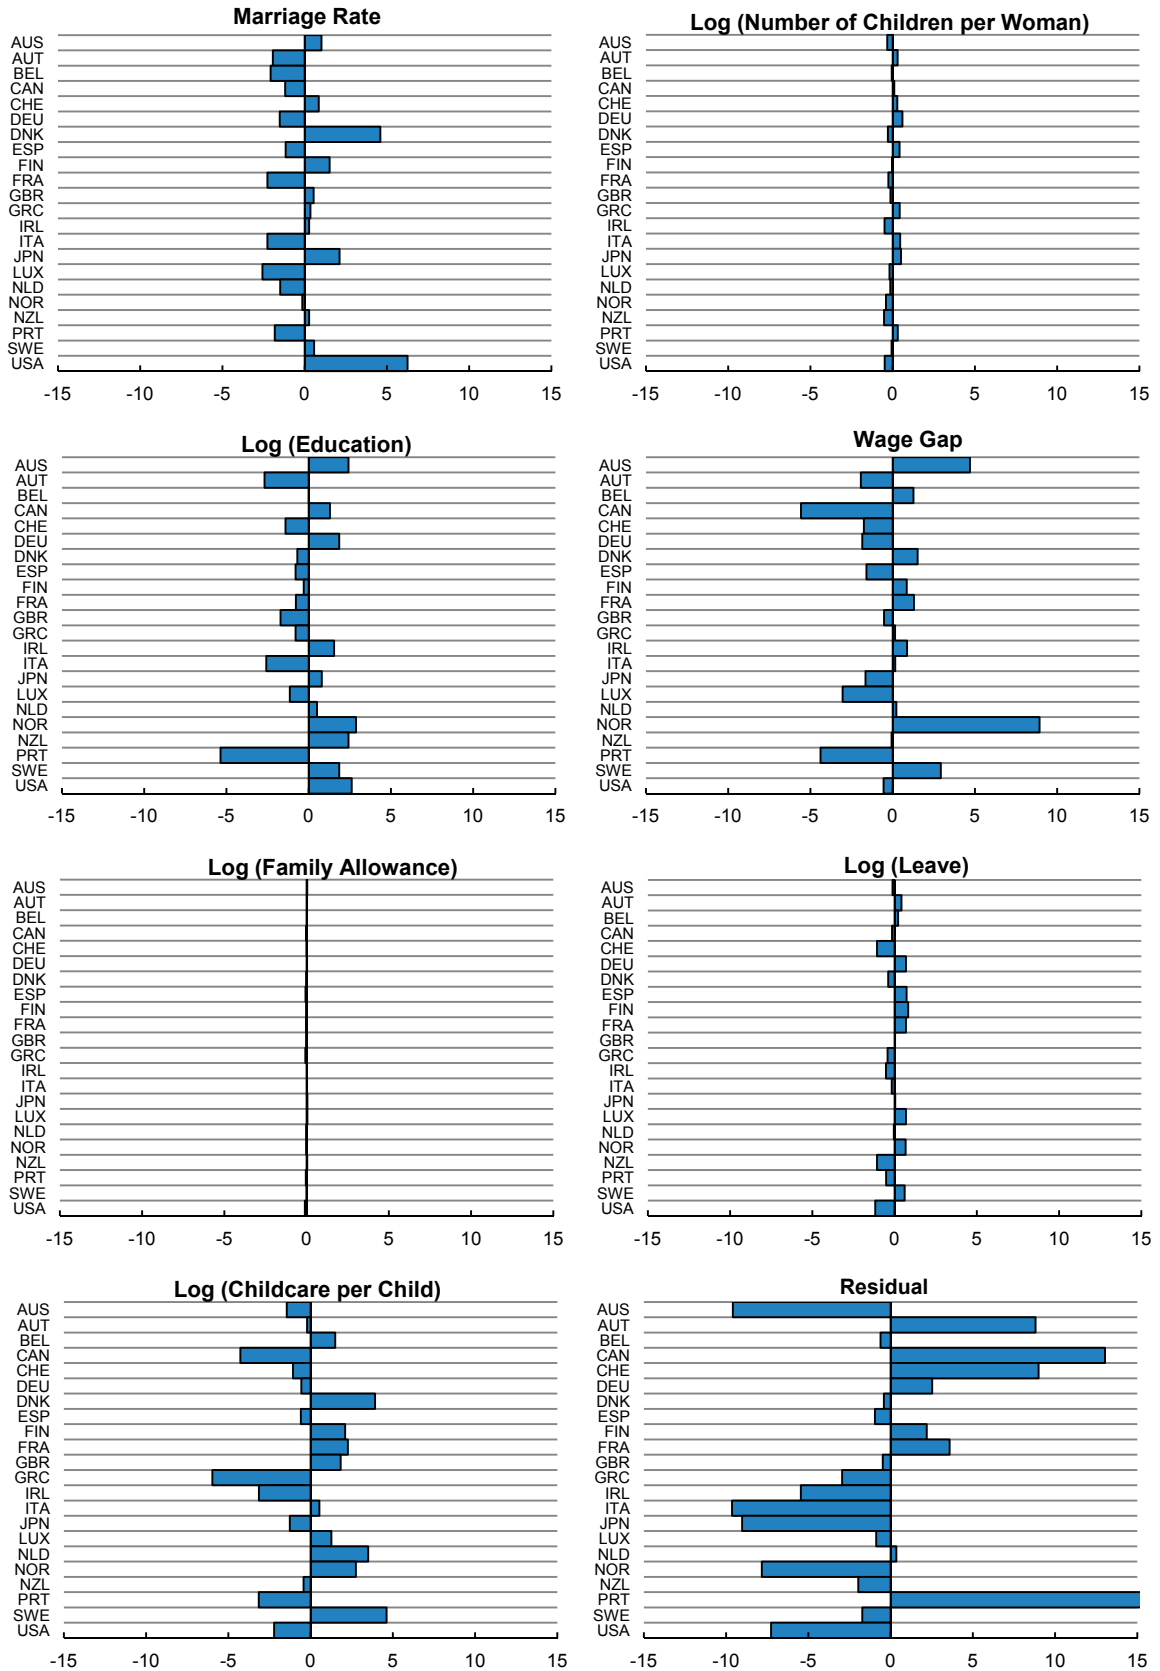 Marriage Rate
AUS
AUT
BEL
CAN
CHE
DEU
DNK
ESP
FIN
FRA
GBR
GRC
IRL
ITA
JPN
LUX
NLD
NOR
NZL
PRT
SWE
USA
-15 -10 -5 0 5 10 15
Log (Number of Children per Woman)
AUS
AUT
BEL
CAN
CHE
DEU
DNK
ESP
FIN
FRA
GBR
GRC
IRL
ITA
JPN
LUX
NLD
NOR
NZL
PRT
SWE
USA
-15 -10 -5 0 5 10 15
Log (Education)
AUS
AUT
BEL
CAN
CHE
DEU
DNK
ESP
FIN
FRA
GBR
GRC
IRL
ITA
JPN
LUX
NLD
NOR
NZL
PRT
SWE
USA
-15 -10 -5 0 5 10 15
Wage Gap
AUS
AUT
BEL
CAN
CHE
DEU
DNK
ESP
FIN
FRA
GBR
GRC
IRL
ITA
JPN
LUX
NLD
NOR
NZL
PRT
SWE
USA
-15 -10 -5 0 5 10 15
Log (Family Allowance)
AUS
AUT
BEL
CAN
CHE
DEU
DNK
ESP
FIN
FRA
GBR
GRC
IRL
ITA
JPN
LUX
NLD
NOR
NZL
PRT
SWE
USA
-15 -10 -5 0 5 10 15
Log (Leave)
AUS
AUT
BEL
CAN
CHE
DEU
DNK
ESP
FIN
FRA
GBR
GRC
IRL
ITA
JPN
LUX
NLD
NOR
NZL
PRT
SWE
USA
-15 -10 -5 0 5 10 15
Log (Childcare per Child)
AUS
AUT
BEL
CAN
CHE
DEU
DNK
ESP
FIN
FRA
GBR
GRC
IRL
ITA
JPN
LUX
NLD
NOR
NZL
PRT
SWE
USA
-15 -10 -5 0 5 10 15
Residual
AUS
AUT
BEL
CAN
CHE
DEU
DNK
ESP
FIN
FRA
GBR
GRC
IRL
ITA
JPN
LUX
NLD
NOR
NZL
PRT
SWE
USA
-15 -10 -5 0 5 10 15